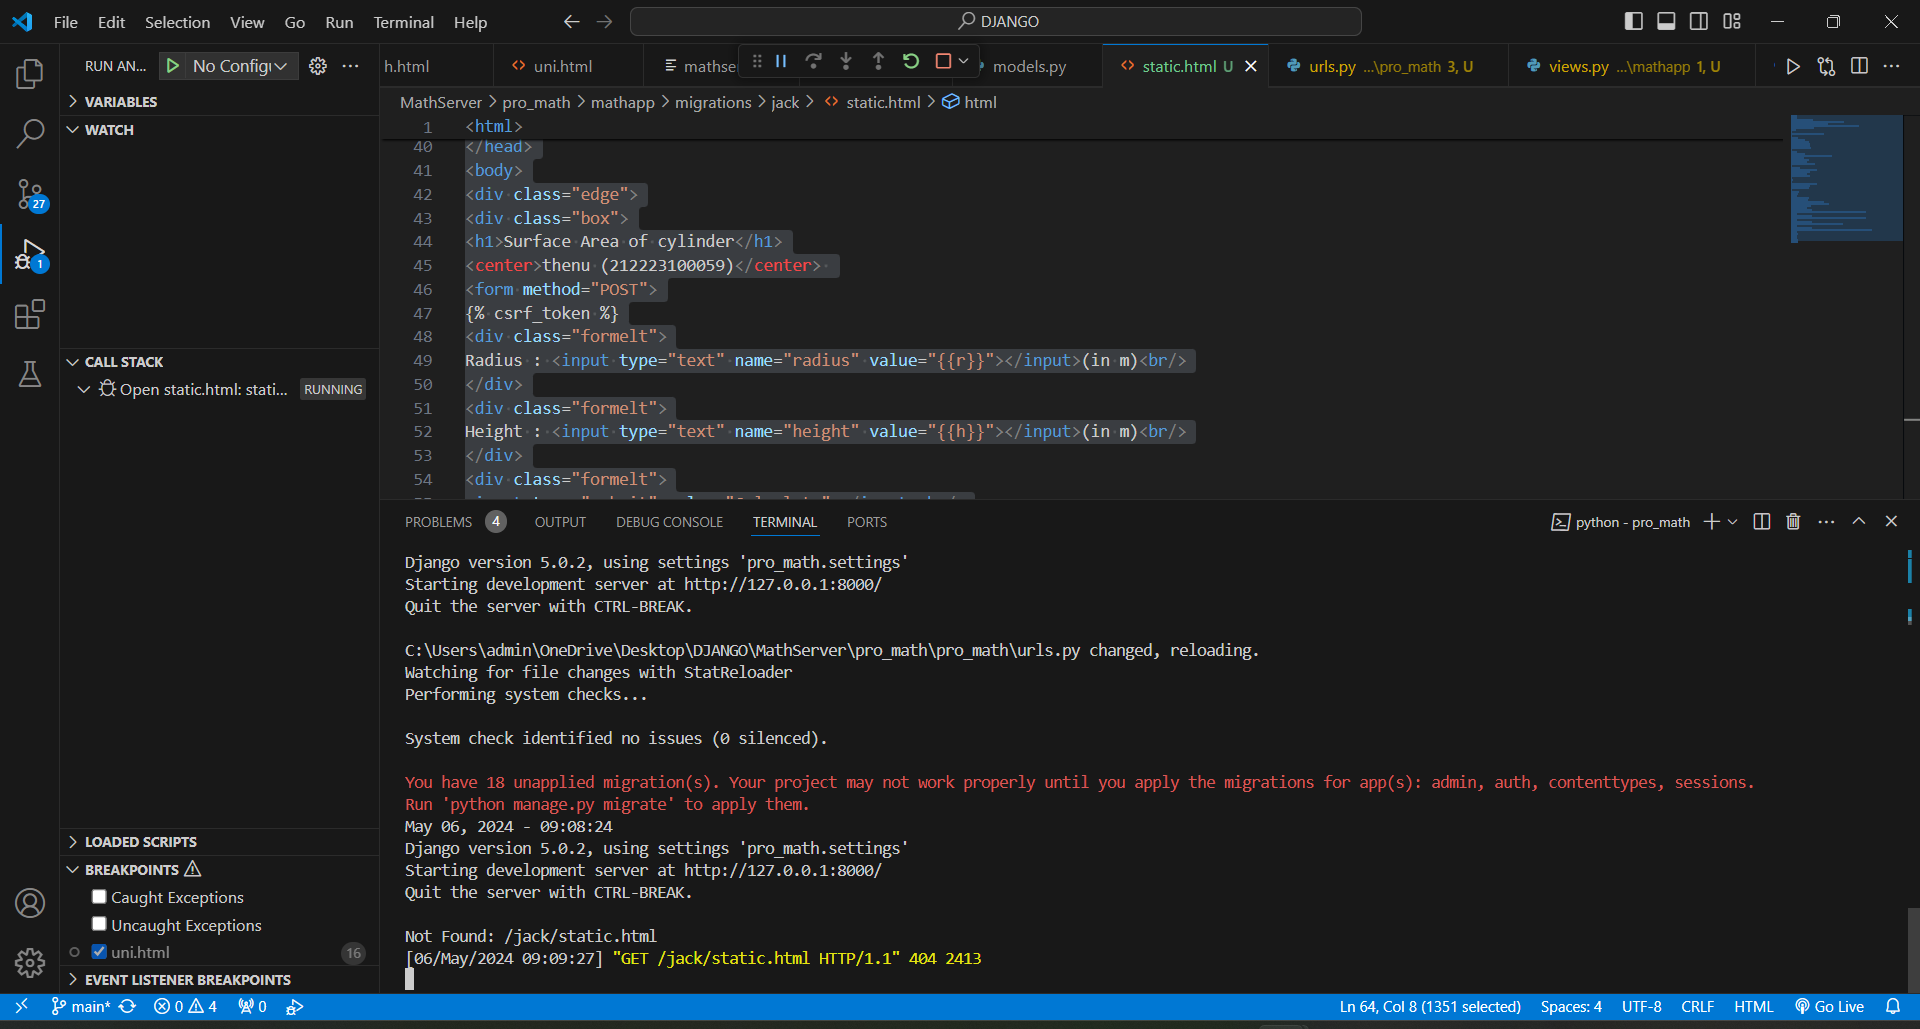 File Edit Selection View Go Run Terminal Help
DJANGO
RUN AN... No Config
h.html
uni.html
mathse
models.py
static.html U
urls.py ...\pro_math 3, U
views.py ...\mathapp 1, U
VARIABLES
WATCH
27
1
CALL STACK
Open static.html: stati... RUNNING
LOADED SCRIPTS
BREAKPOINTS
Caught Exceptions
Uncaught Exceptions
uni.html 16
EVENT LISTENER BREAKPOINTS
MathServer > pro_math > mathapp > migrations > jack > static.html > html
1 <html>
40 </head>
41 <body>
42 <div class="edge">
43 <div class="box">
44 <h1>Surface Area of cylinder</h1>
45 <center>thenu (212223100059)</center>
46 <form method="POST">
47 {% csrf_token %}
48 <div class="formelt">
49 Radius : <input type="text" name="radius" value="{{r}}"></input>(in m)<br/>
50 </div>
51 <div class="formelt">
52 Height : <input type="text" name="height" value="{{h}}"></input>(in m)<br/>
53 </div>
54 <div class="formelt">
PROBLEMS 4 OUTPUT DEBUG CONSOLE TERMINAL PORTS
python - pro_math
Django version 5.0.2, using settings 'pro_math.settings'
Starting development server at http://127.0.0.1:8000/
Quit the server with CTRL-BREAK.
C:\Users\admin\OneDrive\Desktop\DJANGO\MathServer\pro_math\pro_math\urls.py changed, reloading.
Watching for file changes with StatReloader
Performing system checks...
System check identified no issues (0 silenced).
You have 18 unapplied migration(s). Your project may not work properly until you apply the migrations for app(s): admin, auth, contenttypes, sessions.
Run 'python manage.py migrate' to apply them.
May 06, 2024 - 09:08:24
Django version 5.0.2, using settings 'pro_math.settings'
Starting development server at http://127.0.0.1:8000/
Quit the server with CTRL-BREAK.
Not Found: /jack/static.html
[06/May/2024 09:09:27] "GET /jack/static.html HTTP/1.1" 404 2413
main* 0 4 0
Ln 64, Col 8 (1351 selected) Spaces: 4 UTF-8 CRLF HTML Go Live